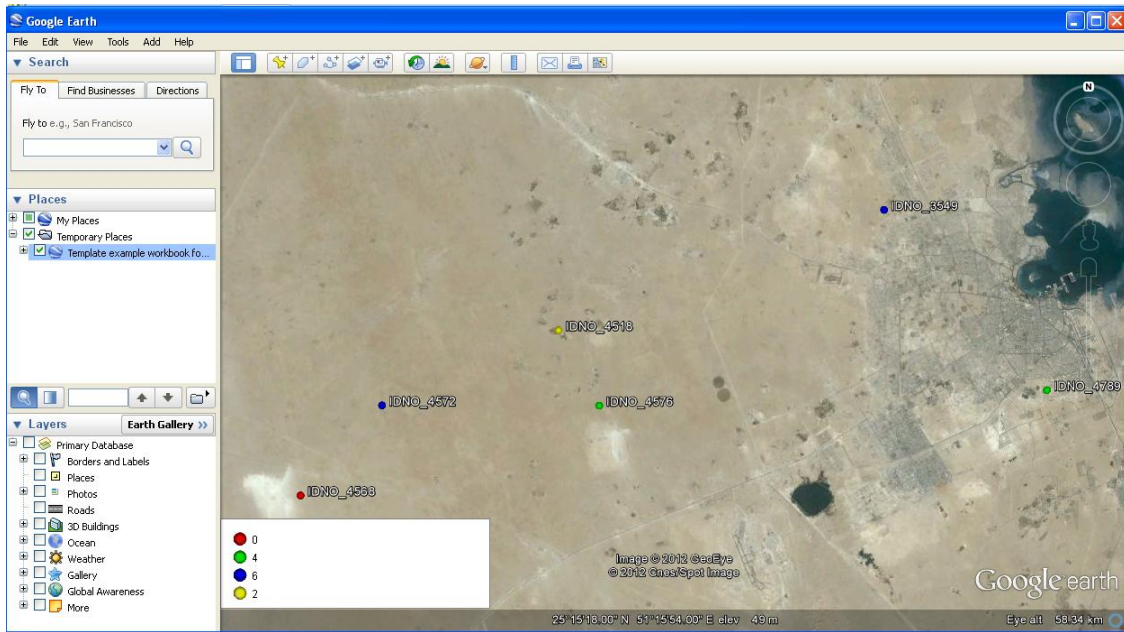 Google Earth
File Edit View Tools Add Help
Search
Fly To Find Businesses Directions
Fly to e.g., San Francisco
Places
My Places
Temporary Places
Template example workbook fo...
Layers
Earth Gallery >>
Primary Database
Borders and Labels
Places
Photos
Roads
3D Buildings
Ocean
Weather
Gallery
Global Awareness
More
N
IDNO_3549
IDNO_4518
IDNO_4789
IDNO_4572
IDNO_4576
IDNO_4568
0
4
6
2
Image © 2012 GeoEye
© 2012 Cnes/Spot Image
Google earth
25°15'18.00" N 51°15'54.00" E elev 49 m
Eye alt 58.34 km